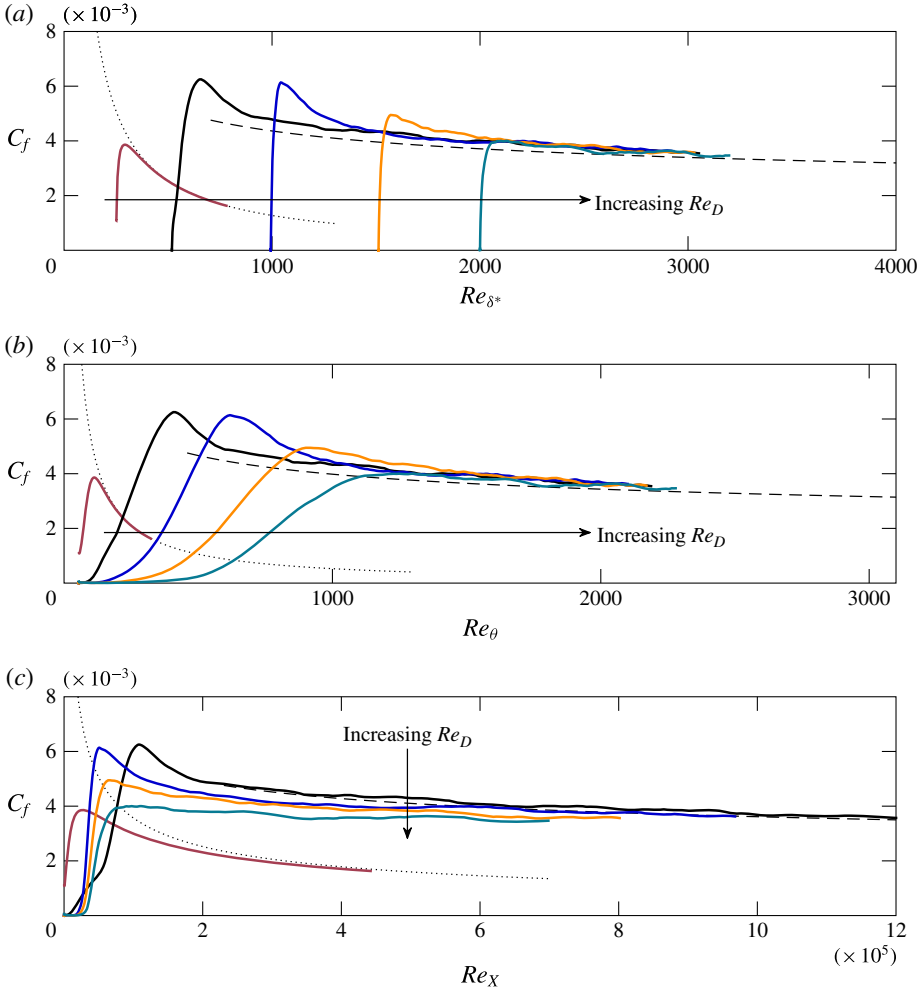 (a) (× 10⁻³)
8
6
C_f 4
2
0
1000 2000 3000 4000
Increasing Re_D
Re_δ*
(b) (× 10⁻³)
8
6
C_f 4
2
0
1000 2000 3000
Increasing Re_D
Re_θ
(c) (× 10⁻³)
8
6
C_f 4
2
0
2 4 6 8 10 12
Increasing Re_D
(× 10⁵)
Re_X